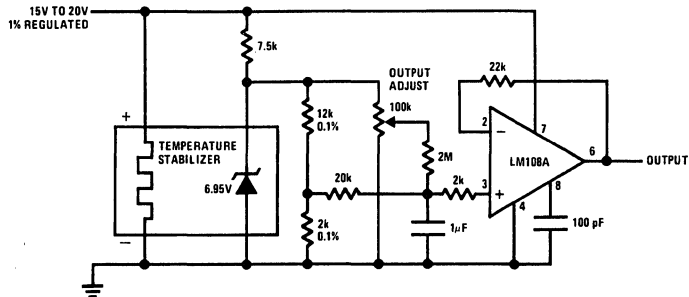 15V TO 20V
1% REGULATED
7.5k
OUTPUT
ADJUST
22k
12k
0.1%
100k
2
−
7
+
TEMPERATURE
STABILIZER
2M
LM108A
6
OUTPUT
6.95V
20k
2k
3
+
8
4
−
2k
0.1%
1μF
100 pF